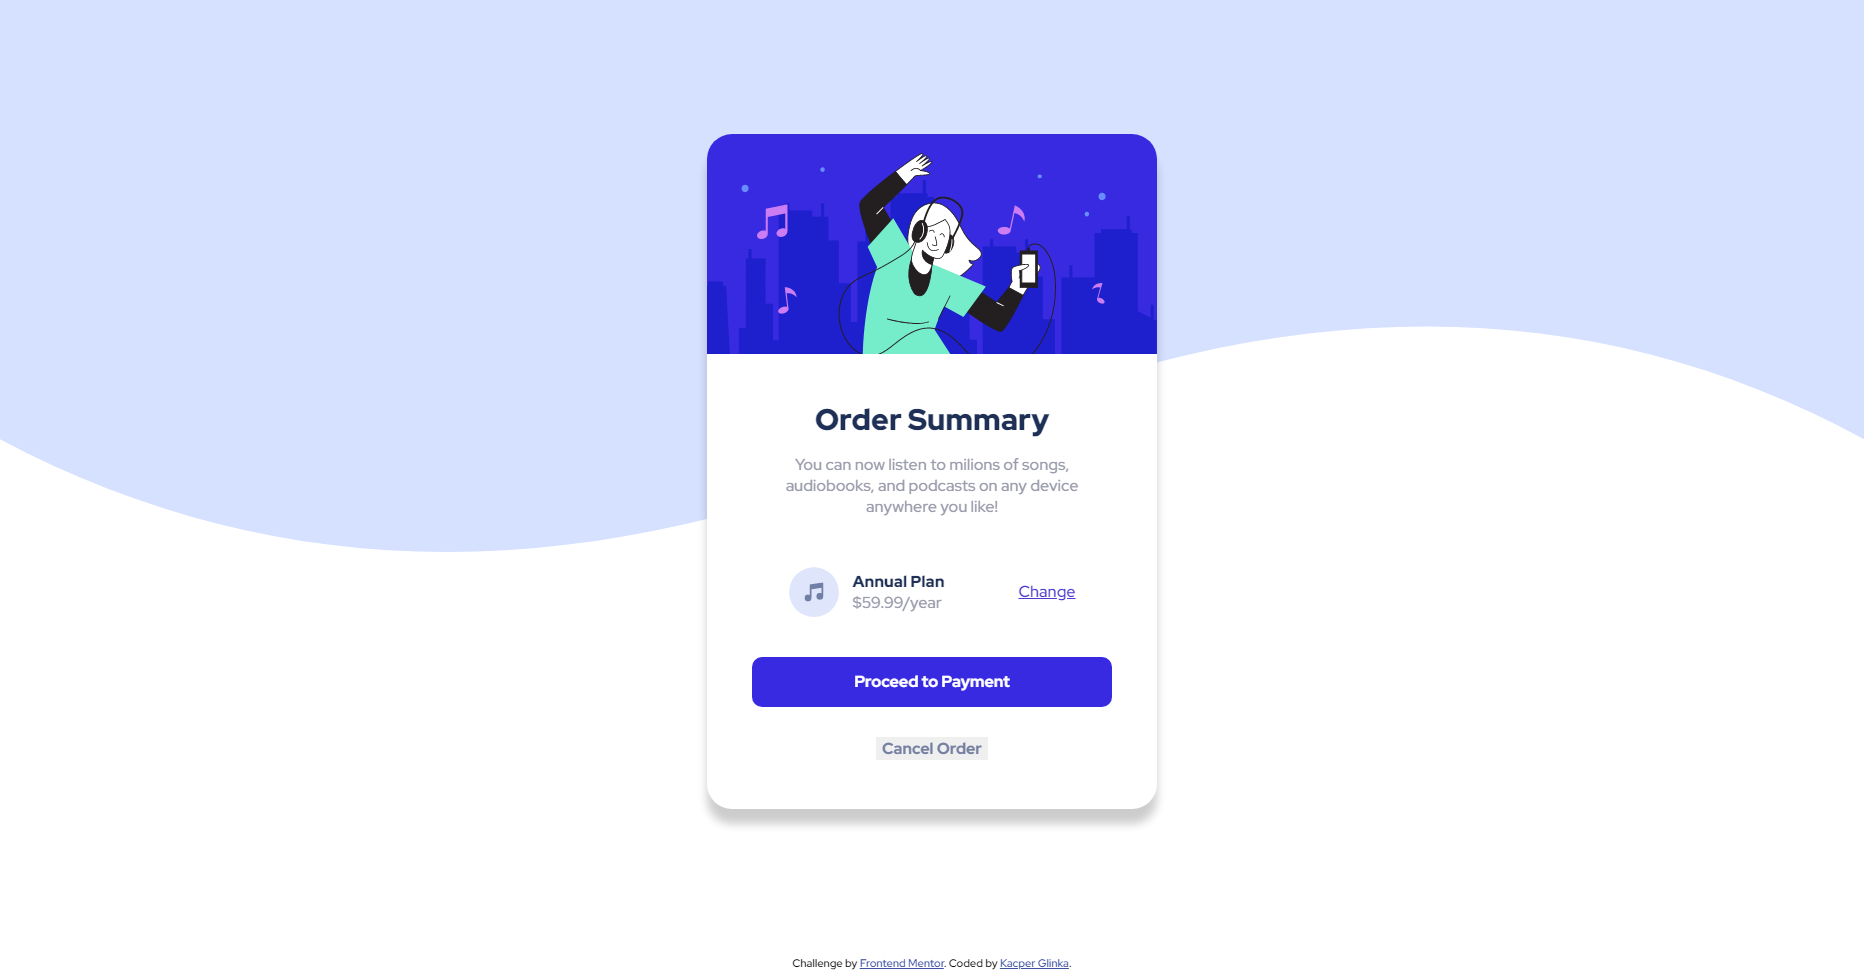 Order Summary
You can now listen to milions of songs,
audiobooks, and podcasts on any device
anywhere you like!
Annual Plan
$59.99/year
Change
Proceed to Payment
Cancel Order
Challenge by Frontend Mentor. Coded by Kacper Glinka.